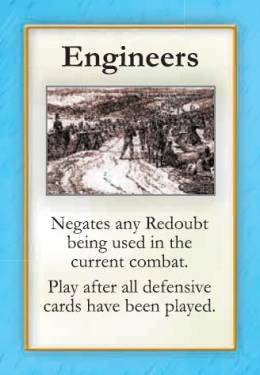 Engineers
Negates any Redoubt
being used in the
current combat.
Play after all defensive
cards have been played.